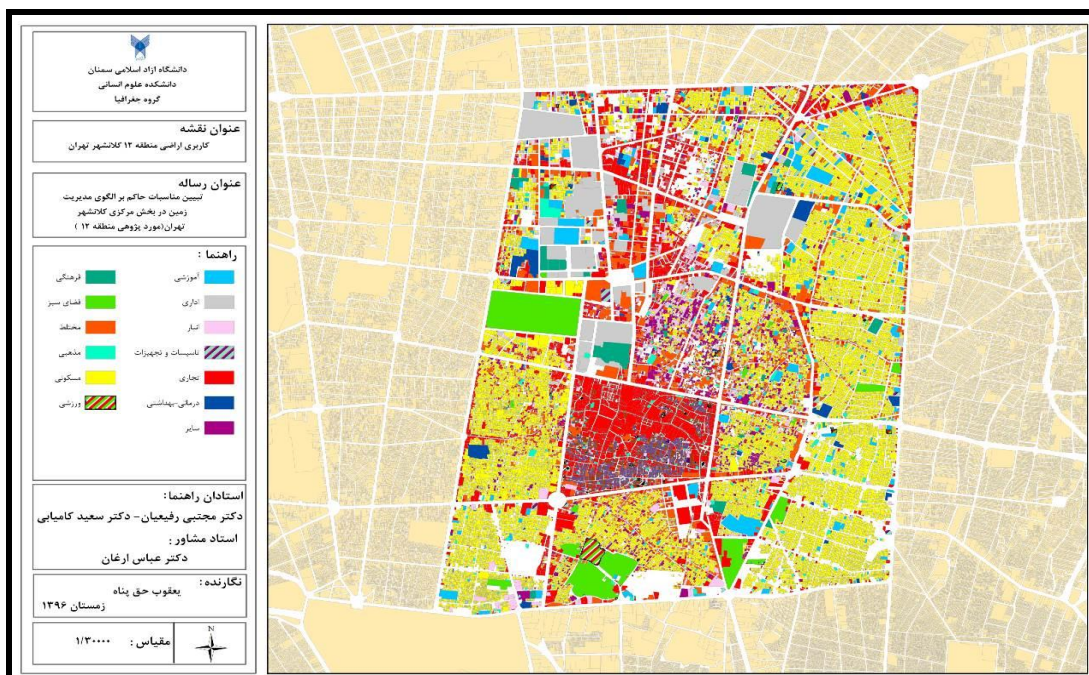 دانشگاه ازاد اسلامی سمنان
دانشکده علوم انسانی
گروه جغرافیا
عنوان نقشه
کاربری اراضی منطقه ۱۲ کلانشهر تهران
عنوان رساله
تبیین مناسبات حاکم بر الگوی مدیریت
زمین در بخش مرکزی کلانشهر
تهران(مورد پژوهی منطقه ۱۲ )
راهنما :
آموزشی
فرهنگی
اداری
فضای سبز
انبار
مختلط
تاسیسات و تجهیزات
مذهبی
تجاری
مسکونی
درمانی-بهداشتی
ورزشی
سایر
استادان راهنما:
دکتر مجتبی رفیعیان- دکتر سعید کامیابی
استاد مشاور :
دکتر عباس ارغان
نگارنده :
یعقوب حق پناه
زمستان ۱۳۹۶
مقیاس : ۱/۳۰۰۰۰
N